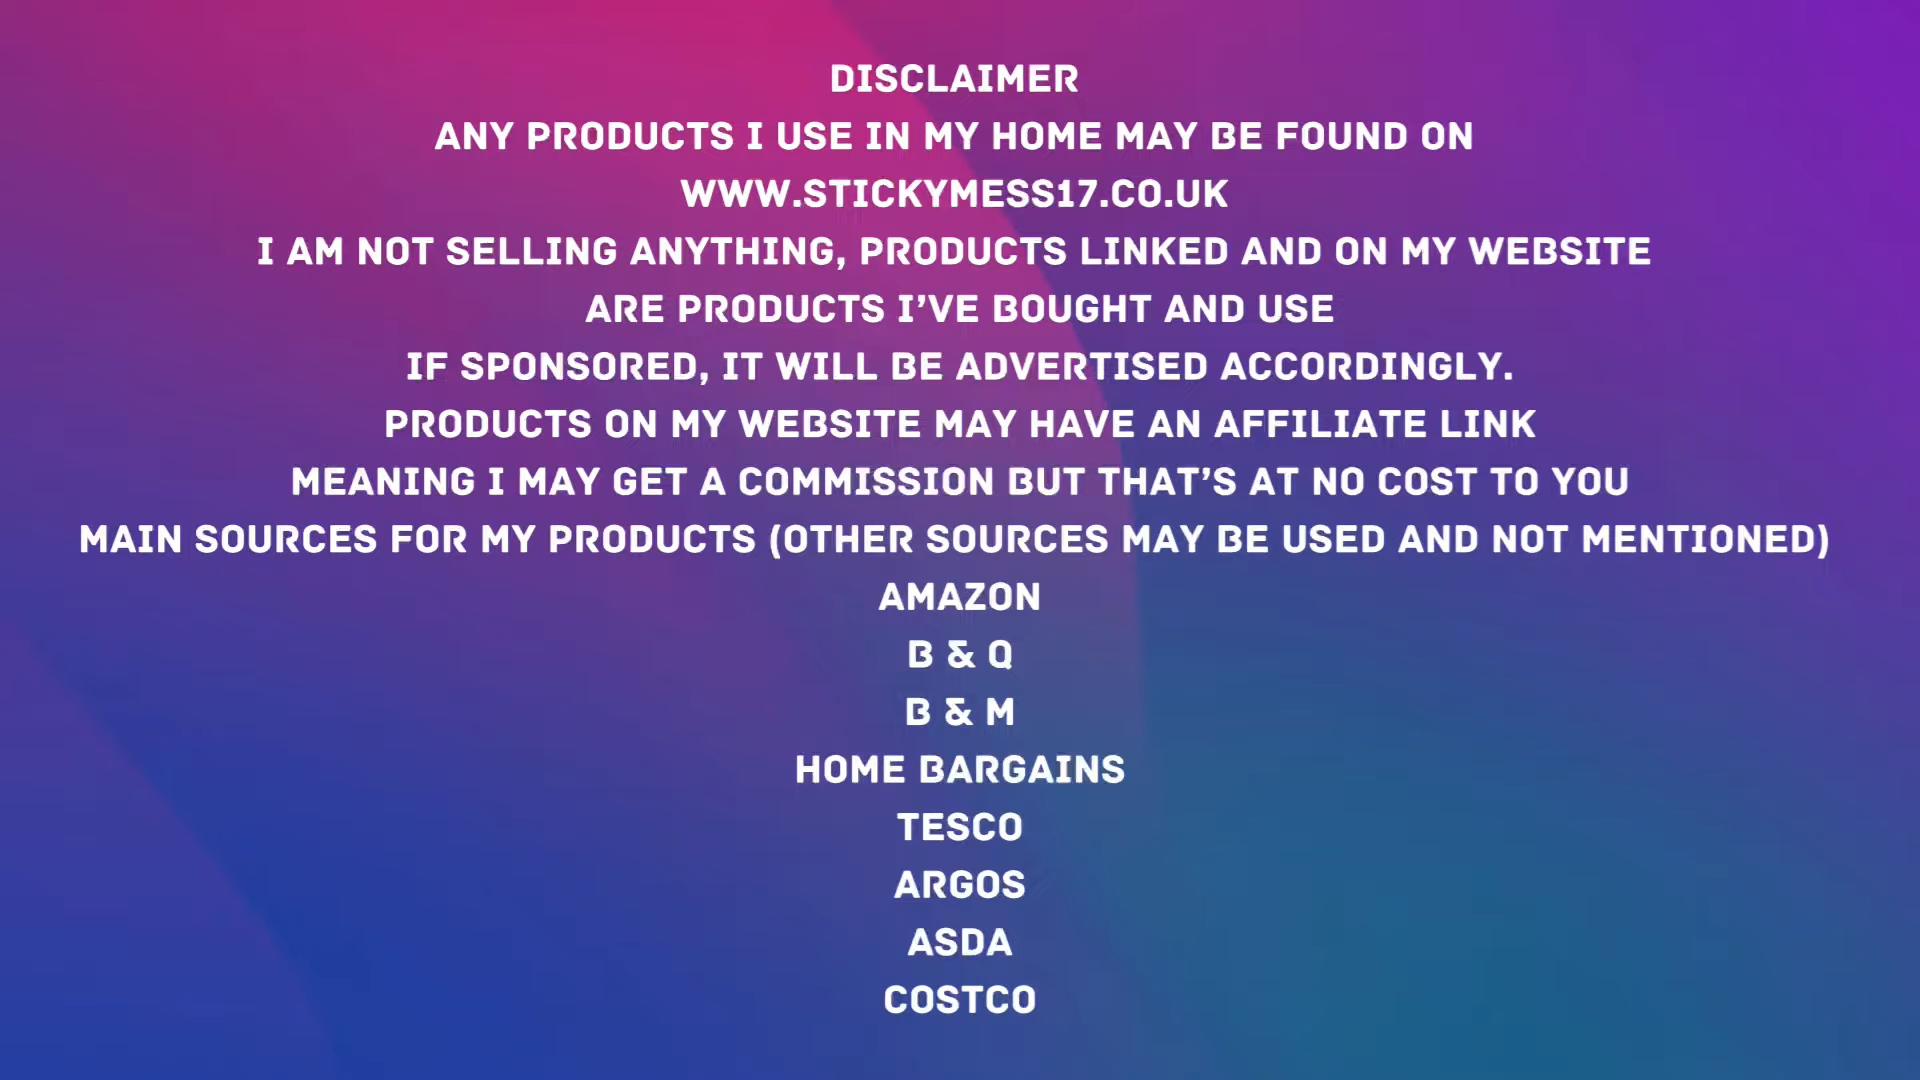 DISCLAIMER
ANY PRODUCTS I USE IN MY HOME MAY BE FOUND ON
WWW.STICKYMESS17.CO.UK
I AM NOT SELLING ANYTHING, PRODUCTS LINKED AND ON MY WEBSITE
ARE PRODUCTS I'VE BOUGHT AND USE
IF SPONSORED, IT WILL BE ADVERTISED ACCORDINGLY.
PRODUCTS ON MY WEBSITE MAY HAVE AN AFFILIATE LINK
MEANING I MAY GET A COMMISSION BUT THAT'S AT NO COST TO YOU
MAIN SOURCES FOR MY PRODUCTS (OTHER SOURCES MAY BE USED AND NOT MENTIONED)
AMAZON
B & Q
B & M
HOME BARGAINS
TESCO
ARGOS
ASDA
COSTCO